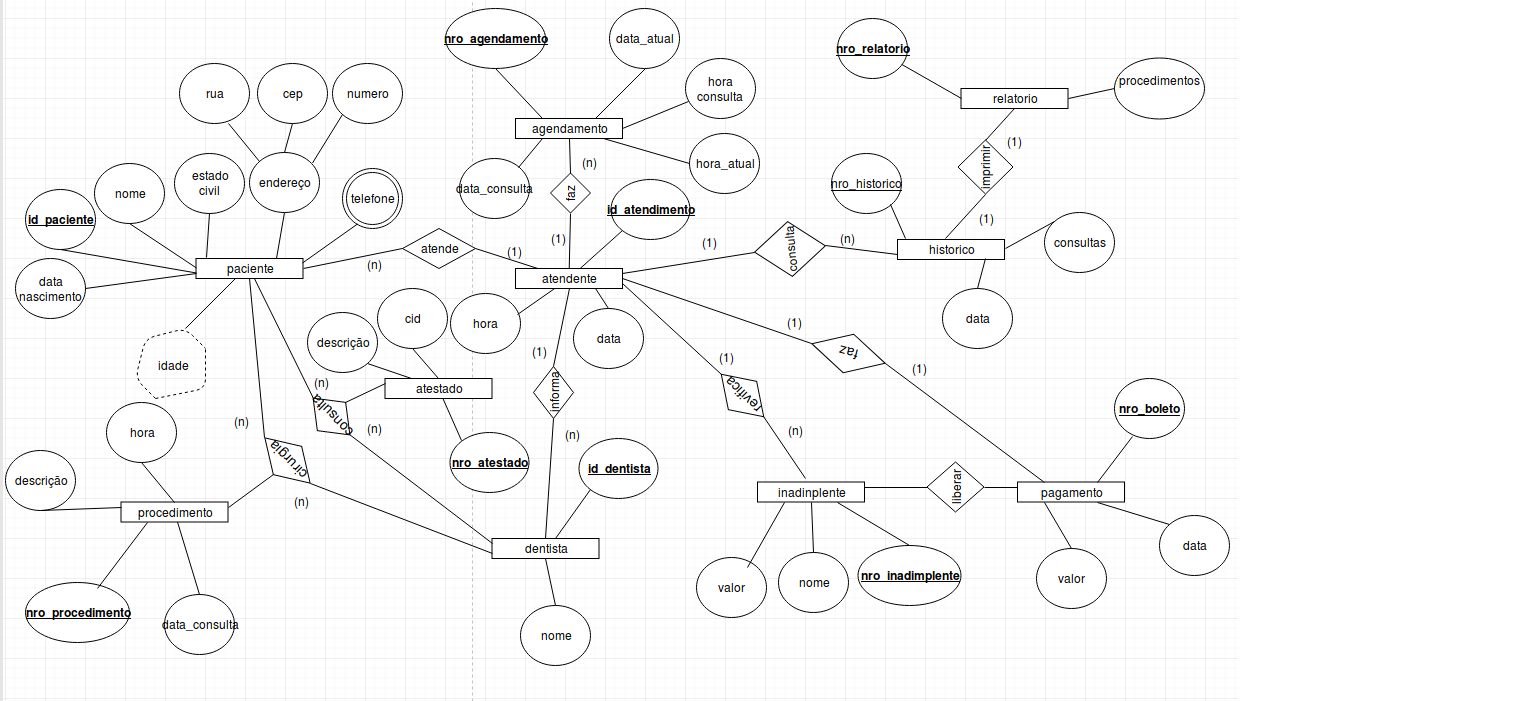 nro_agendamento
data_atual
nro_relatorio
hora
consulta
procedimentos
rua
cep
numero
relatorio
agendamento
(n)
(1)
hora_atual
imprimir
data_consulta
faz
nro_historico
estado
civil
endereço
nome
telefone
id_paciente
id_atendimento
(1)
(1)
(1)
(n)
consulta
consultas
atende
(1)
historico
(n)
paciente
atendente
data
nascimento
cid
hora
data
data
descrição
(1)
(1)
faz
idade
(1)
(1)
(n)
atestado
informa
revifica
consulta
nro_boleto
hora
(n)
(n)
(n)
(n)
cirurgia
nro_atestado
id_dentista
descrição
inadinplente
liberar
pagamento
(n)
procedimento
dentista
data
nro_procedimento
data_consulta
nome
valor
nome
nro_inadimplente
valor